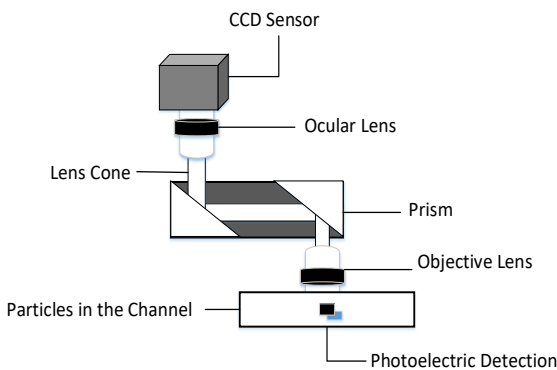 CCD Sensor
Ocular Lens
Lens Cone
Prism
Objective Lens
Particles in the Channel
Photoelectric Detection